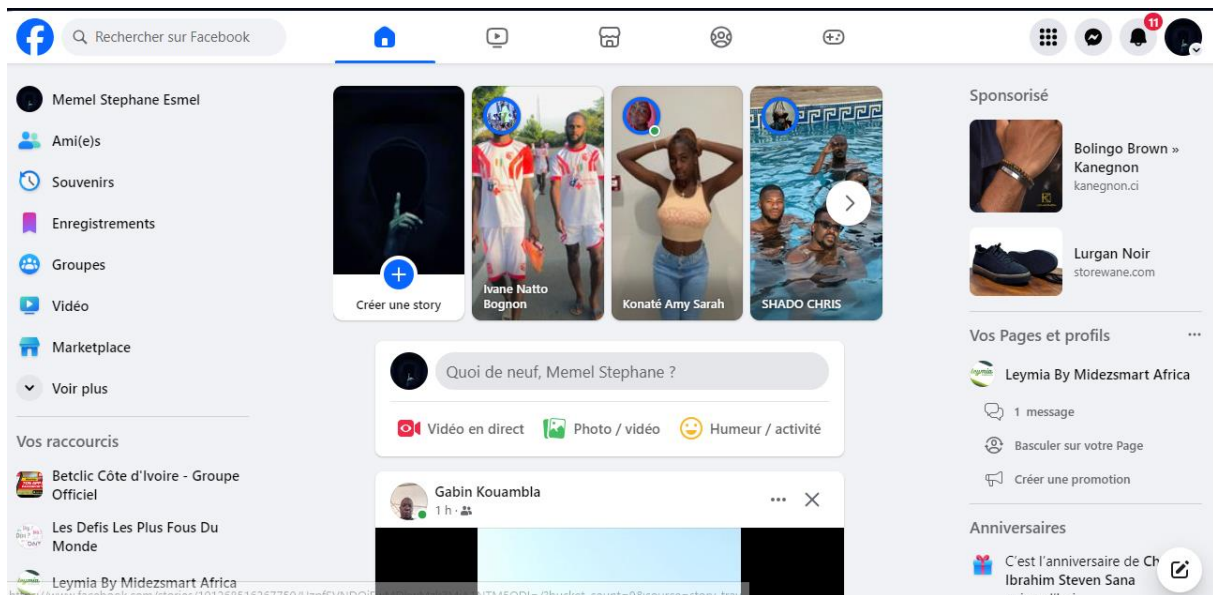 Rechercher sur Facebook
11
Memel Stephane Esmel
Ami(e)s
Souvenirs
Enregistrements
Groupes
Vidéo
Marketplace
Voir plus
Vos raccourcis
Betclic Côte d'Ivoire - Groupe
Officiel
Les Defis Les Plus Fous Du
Monde
Leymia By Midezsmart Africa
Créer une story
Ivane Natto
Bognon
Konaté Amy Sarah
SHADO CHRIS
Quoi de neuf, Memel Stephane ?
Vidéo en direct
Photo / vidéo
Humeur / activité
Gabin Kouambla
1 h ·
Sponsorisé
Bolingo Brown »
Kanegnon
kanegnon.ci
Lurgan Noir
storewane.com
Vos Pages et profils
Leymia By Midezsmart Africa
1 message
Basculer sur votre Page
Créer une promotion
Anniversaires
C'est l'anniversaire de
Ibrahim Steven Sana